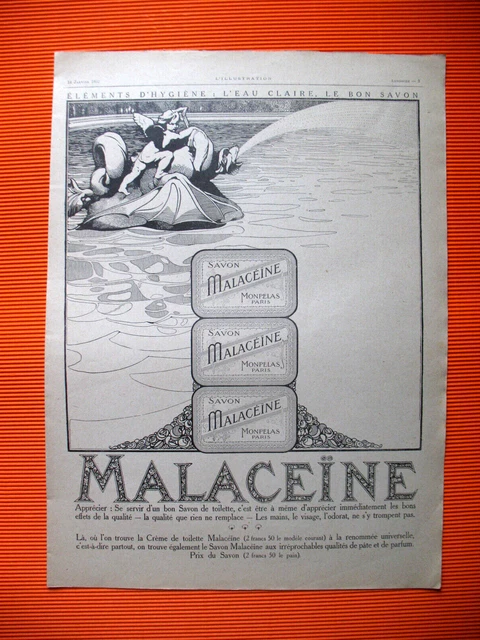 L'ILLUSTRATION
ÉLÉMENTS D'HYGIÈNE : L'EAU CLAIRE, LE BON SAVON
SAVON
MALACÉÏNE
MONPELAS
PARIS
SAVON
MALACÉÏNE
MONPELAS
PARIS
SAVON
MALACÉÏNE
MONPELAS
PARIS
MALACEÏNE
Apprécier : Se servir d'un bon Savon de toilette, c'est être à même d'apprécier immédiatement les bons
effets de la qualité — la qualité que rien ne remplace — Les mains, le visage, l'odorat, ne s'y trompent pas.
Là, où l'on trouve la Crème de toilette Malaceïne (2 francs 50 le modèle courant) à la renommée universelle,
c'est-à-dire partout, on trouve également le Savon Malaceïne aux irréprochables qualités de pâte et de parfum.
Prix du Savon (2 francs 50 le pain).